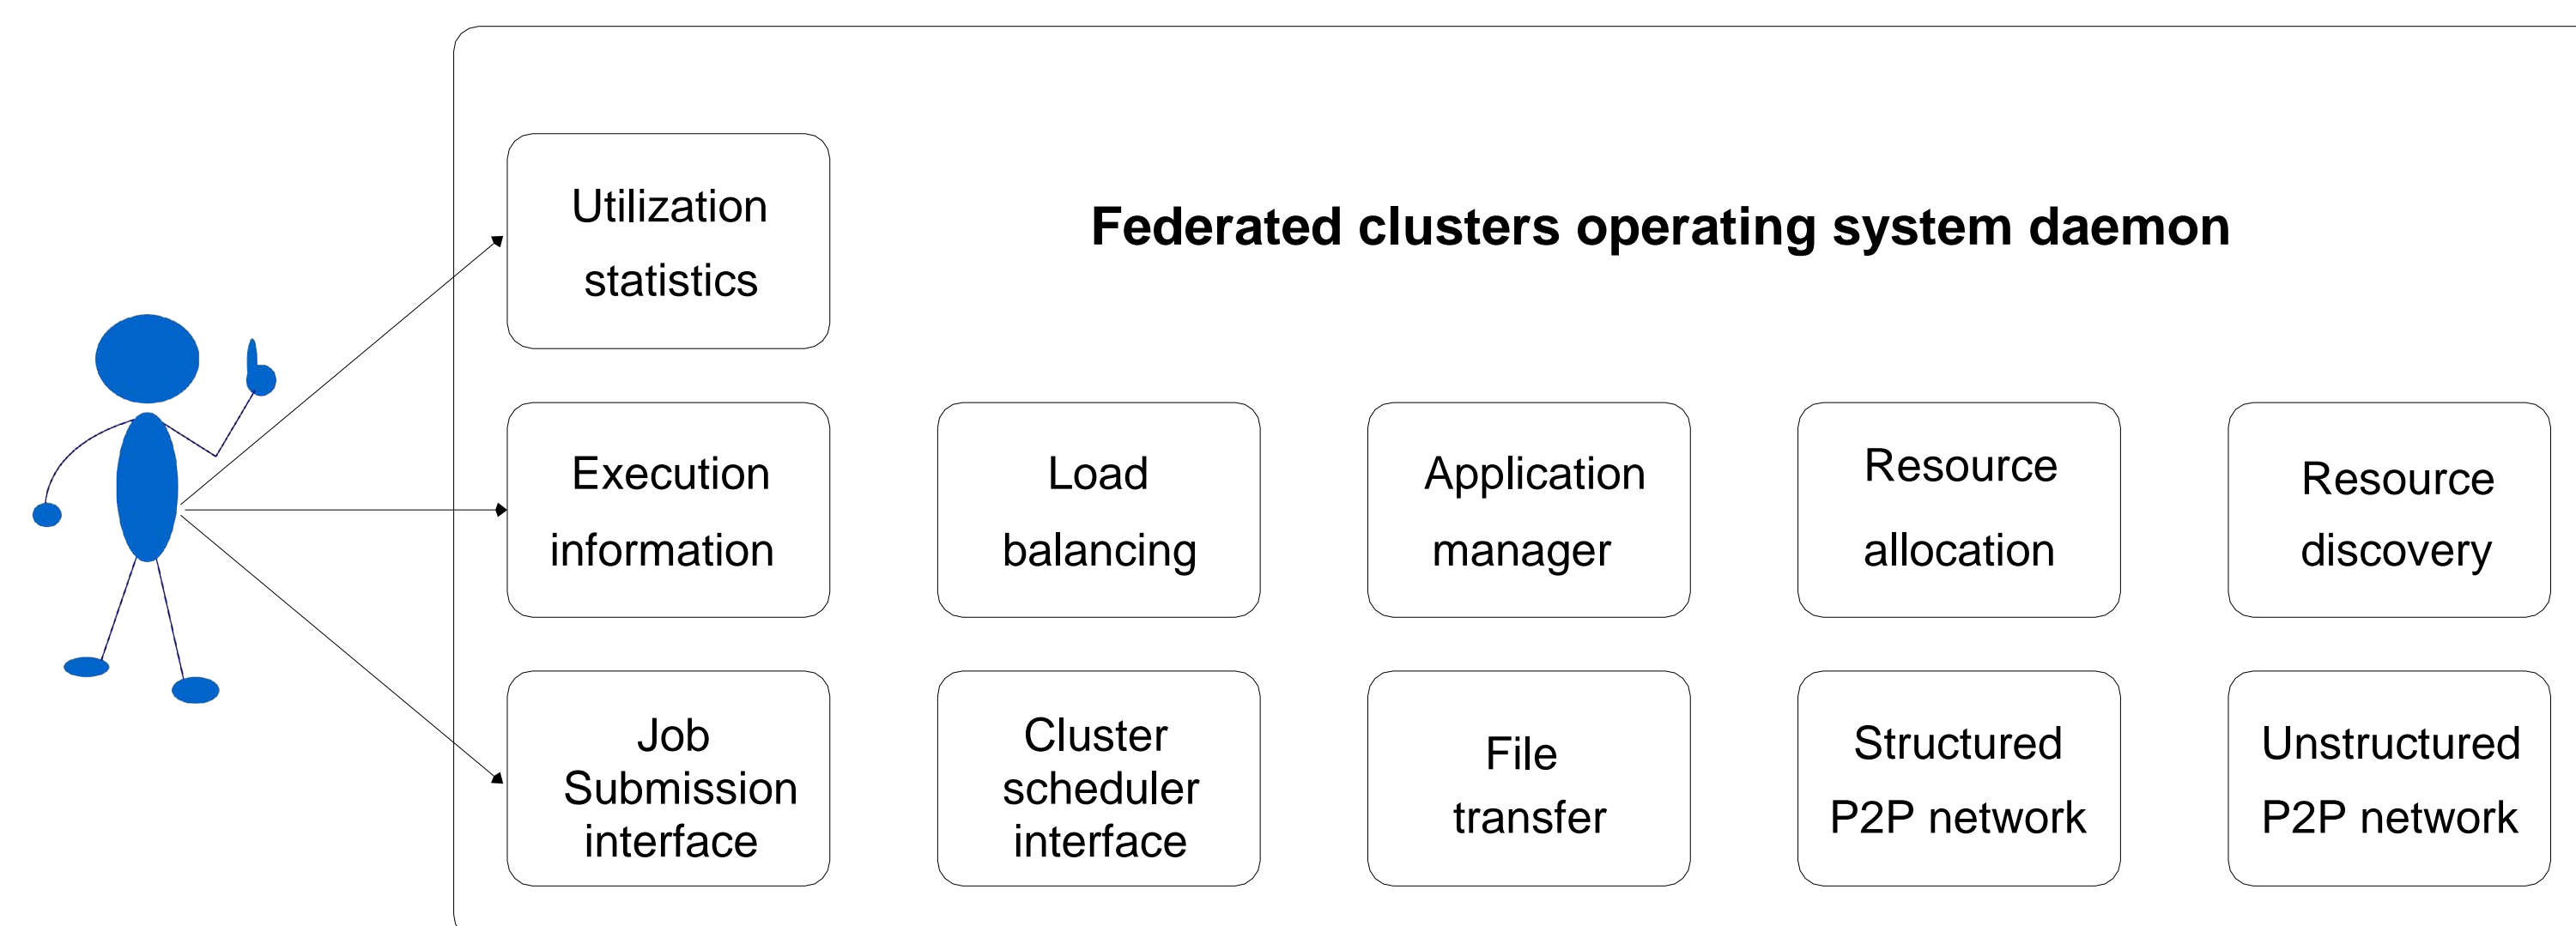 Utilization
statistics
Federated clusters operating system daemon
Execution
information
Load
balancing
Application
manager
Resource
allocation
Resource
discovery
Job
Submission
interface
Cluster
scheduler
interface
File
transfer
Structured
P2P network
Unstructured
P2P network